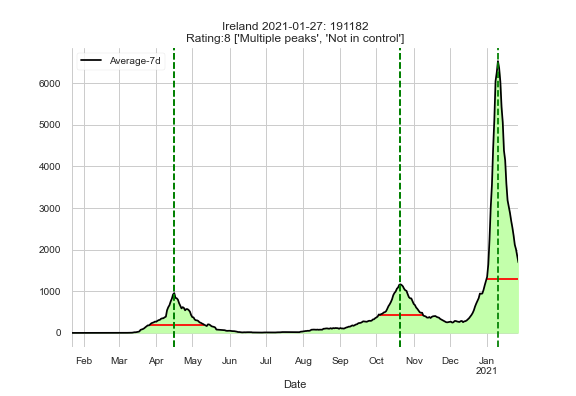 Ireland 2021-01-27: 191182
Rating:8 ['Multiple peaks', 'Not in control']
Average-7d
6000
5000
4000
3000
2000
1000
0
Feb Mar Apr May Jun Jul Aug Sep Oct Nov Dec Jan
2021
Date